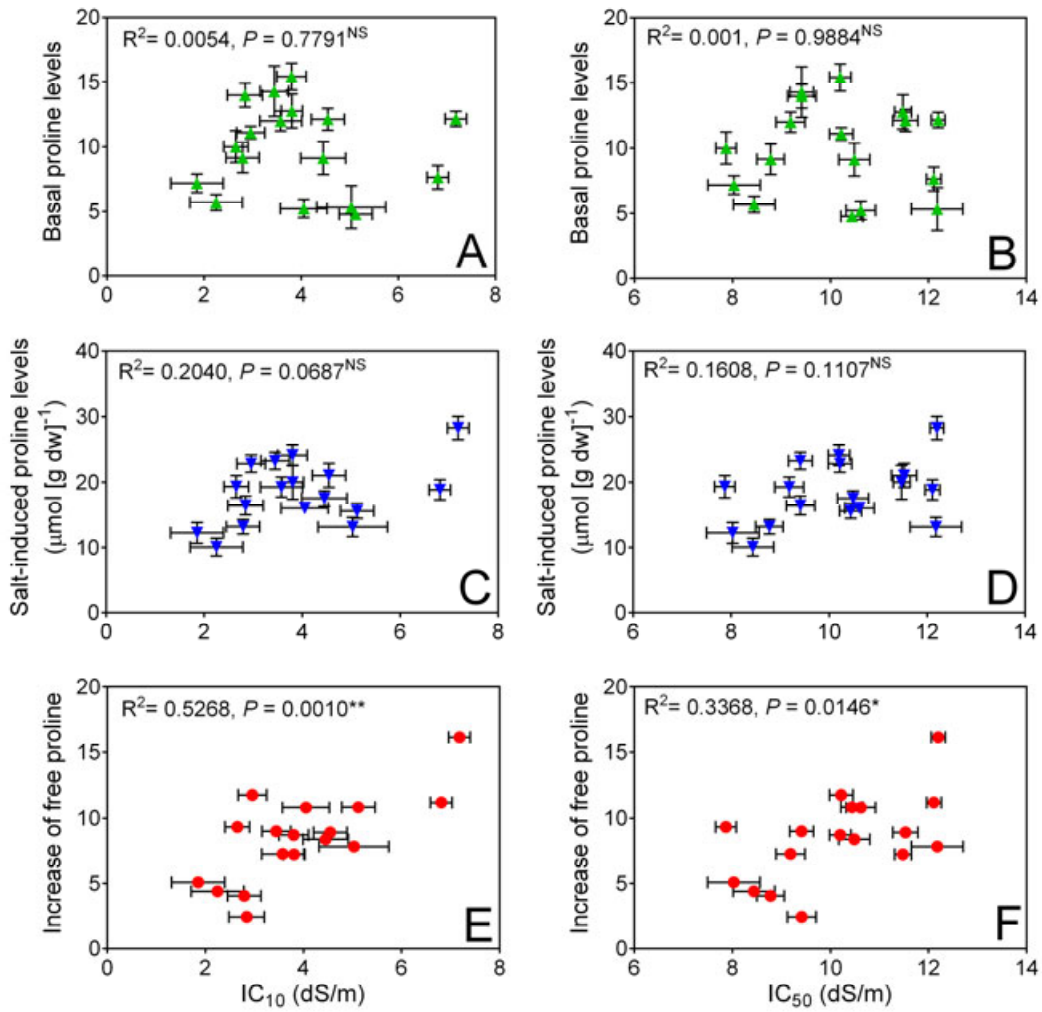 R²= 0.0054, P = 0.7791ᴺˢ
Basal proline levels
20
15
10
5
0
A
0 2 4 6 8
R²= 0.001, P = 0.9884ᴺˢ
Basal proline levels
20
15
10
5
0
B
6 8 10 12 14
R²= 0.2040, P = 0.0687ᴺˢ
Salt-induced proline levels
(μmol [g dw]⁻¹)
40
30
20
10
0
C
0 2 4 6 8
R²= 0.1608, P = 0.1107ᴺˢ
Salt-induced proline levels
(μmol [g dw]⁻¹)
40
30
20
10
0
D
6 8 10 12 14
R²= 0.5268, P = 0.0010**
Increase of free proline
20
15
10
5
0
E
0 2 4 6 8
IC₁₀ (dS/m)
R²= 0.3368, P = 0.0146*
Increase of free proline
20
15
10
5
0
F
6 8 10 12 14
IC₅₀ (dS/m)